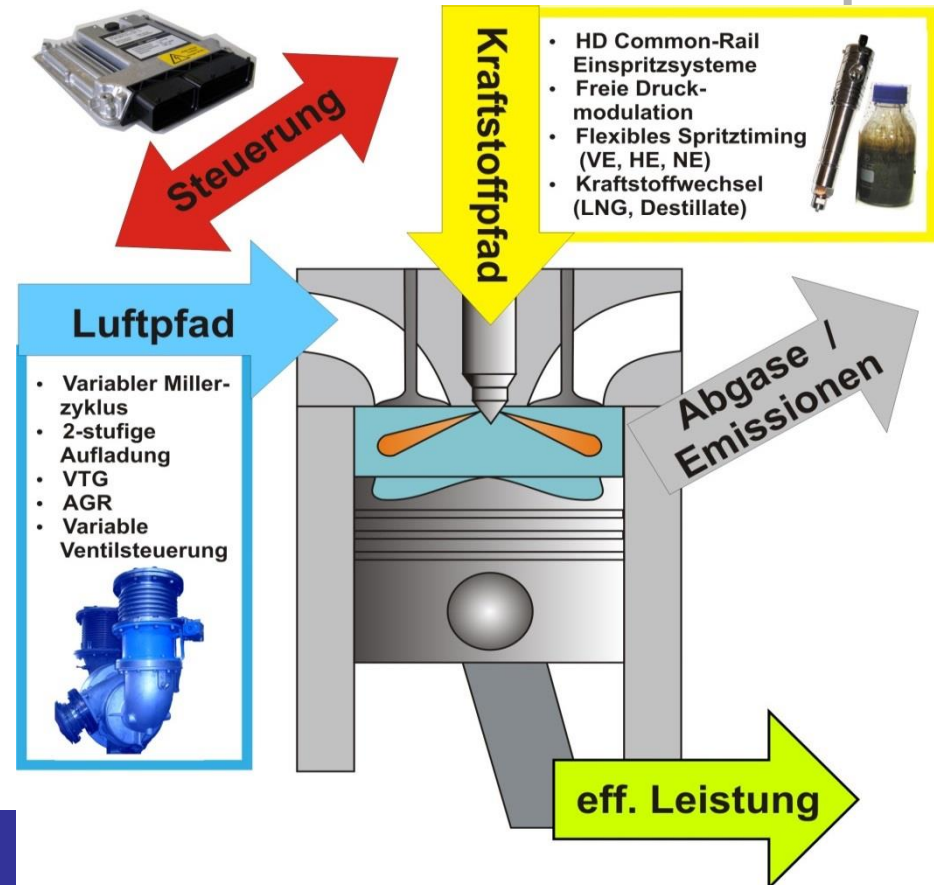 Steuerung
Kraftstoffpfad
• HD Common-Rail
Einspritzsysteme
• Freie Druck-
modulation
• Flexibles Spritztiming
(VE, HE, NE)
• Kraftstoffwechsel
(LNG, Destillate)
Luftpfad
• Variabler Miller-
zyklus
• 2-stufige
Aufladung
• VTG
• AGR
• Variable
Ventilsteuerung
Abgase /
Emissionen
eff. Leistung